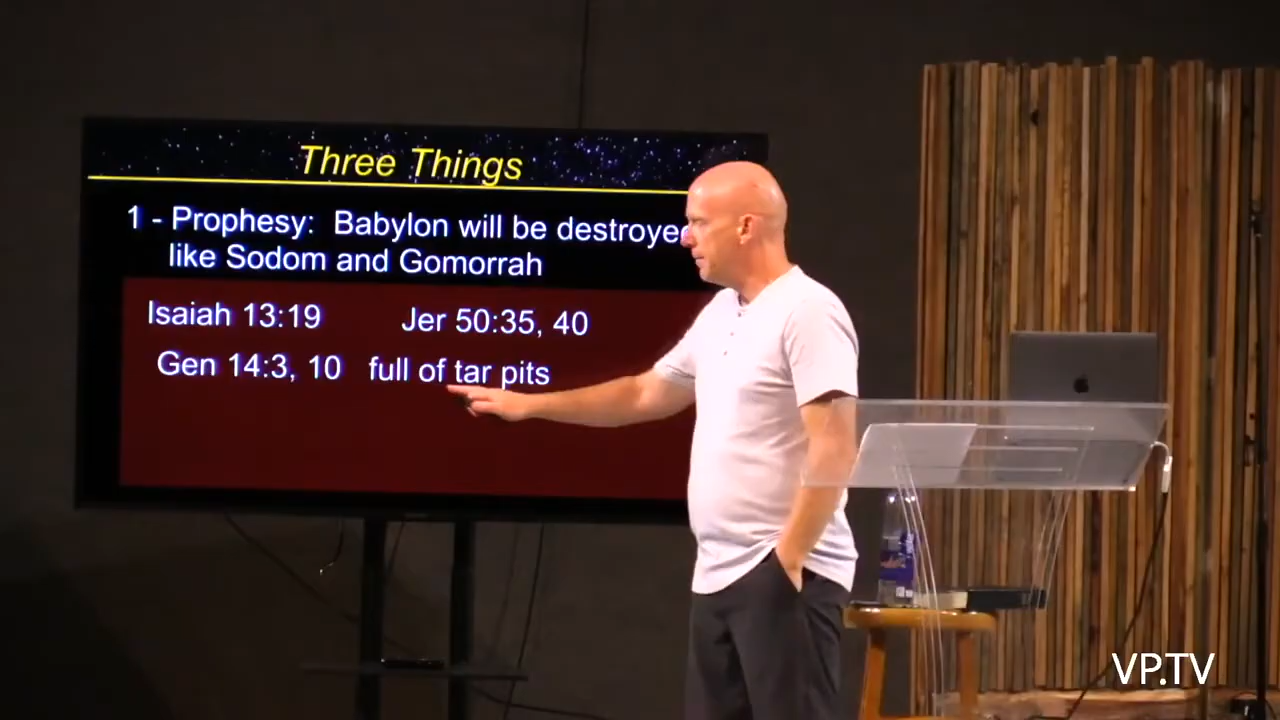 Three Things
1 - Prophesy: Babylon will be destroye
like Sodom and Gomorrah
Isaiah 13:19 Jer 50:35, 40
Gen 14:3, 10 full of tar pits
VP.TV